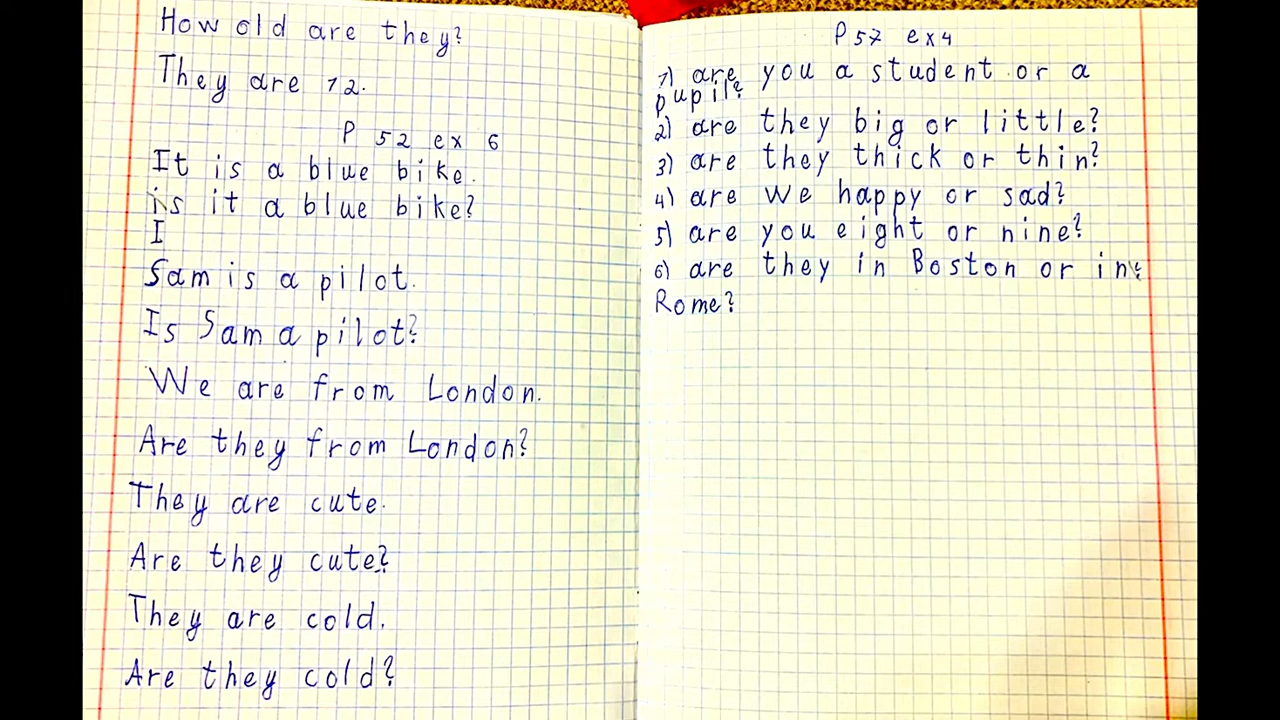 How old are they?
They are 12.
P 52 ex 6
It is a blue bike.
is it a blue bike?
I
Sam is a pilot.
Is Sam a pilot?
We are from London.
Are they from London?
They are cute.
Are they cute?
They are cold.
Are they cold?
P 57 ex 4
1) are you a student or a
pupil?
2) are they big or little?
3) are they thick or thin?
4) are we happy or sad?
5) are you eight or nine?
6) are they in Boston or in
Rome?